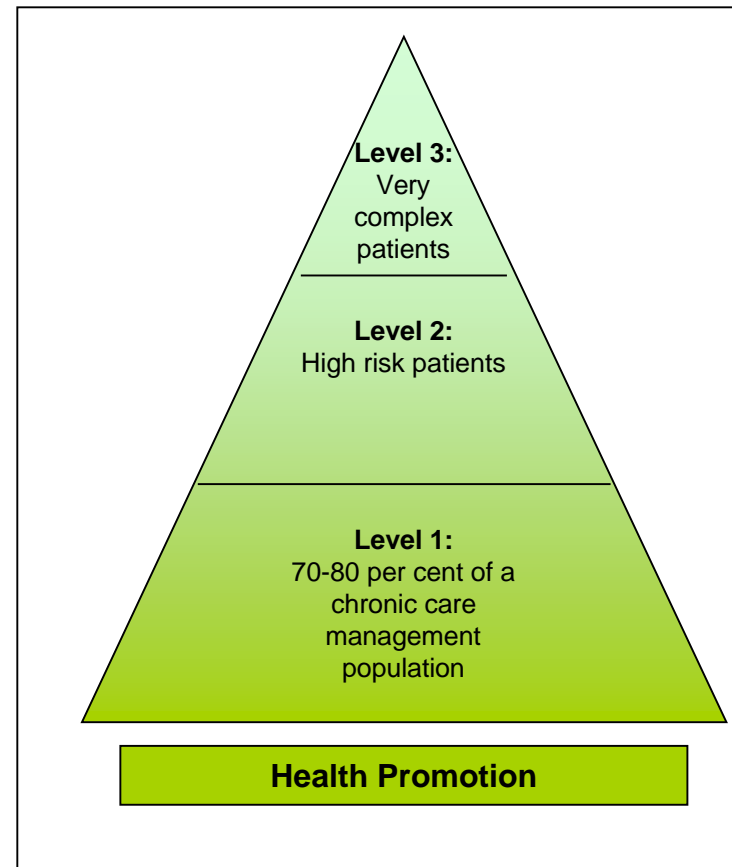 Level 3:
Very
complex
patients
Level 2:
High risk patients
Level 1:
70-80 per cent of a
chronic care
management
population
Health Promotion